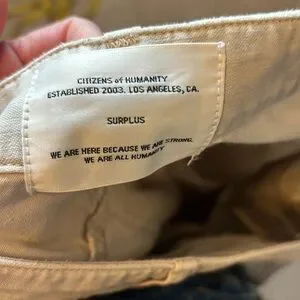 CITIZENS of HUMANITY
ESTABLISHED 2003. LOS ANGELES, CA.
SURPLUS
WE ARE HERE BECAUSE WE ARE STRONG.
WE ARE ALL HUMANITY